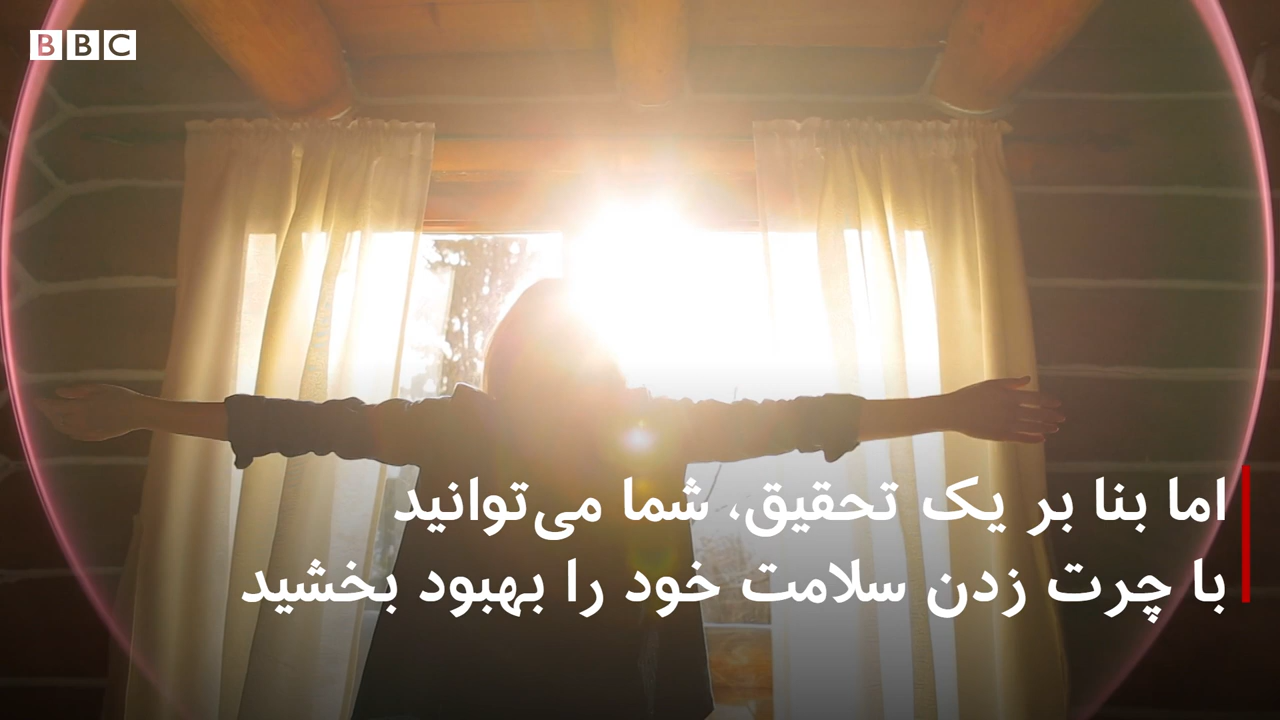 BBC
اما بنا بر یک تحقیق، شما می‌توانید
با چرت زدن سلامت خود را بهبود بخشید